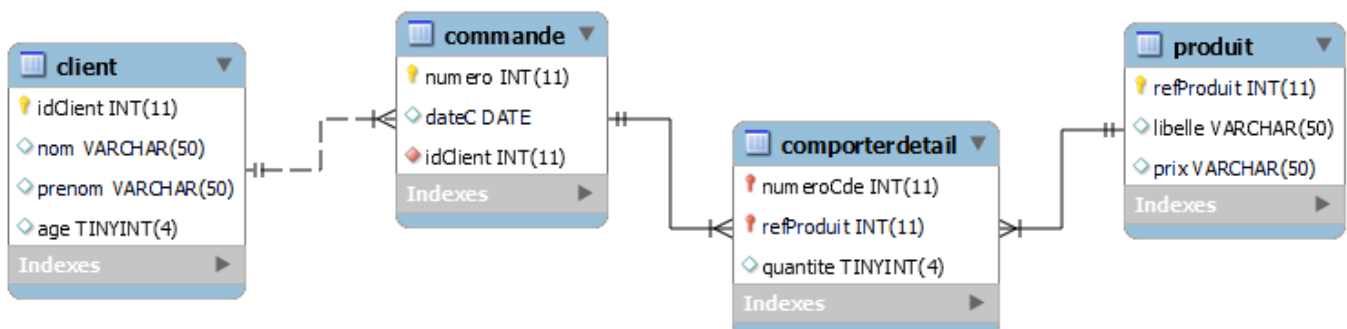 client
idClient INT(11)
nom VARCHAR(50)
prenom VARCHAR(50)
age TINYINT(4)
Indexes
commande
numero INT(11)
dateC DATE
idClient INT(11)
Indexes
comporterdetail
numeroCde INT(11)
refProduit INT(11)
quantite TINYINT(4)
Indexes
produit
refProduit INT(11)
libelle VARCHAR(50)
prix VARCHAR(50)
Indexes